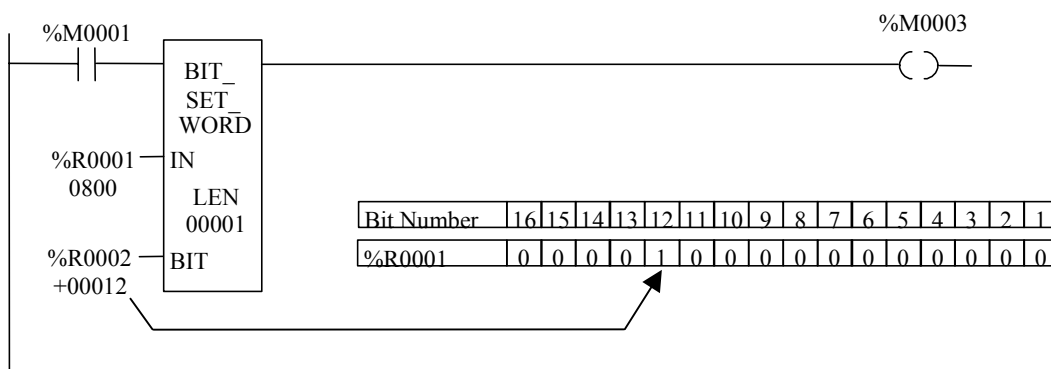 %M0001
%M0003
BIT_
SET_
WORD
%R0001
IN
0800
LEN
00001
Bit Number 16 15 14 13 12 11 10 9 8 7 6 5 4 3 2 1
%R0001 0 0 0 0 1 0 0 0 0 0 0 0 0 0 0 0
%R0002
BIT
+00012